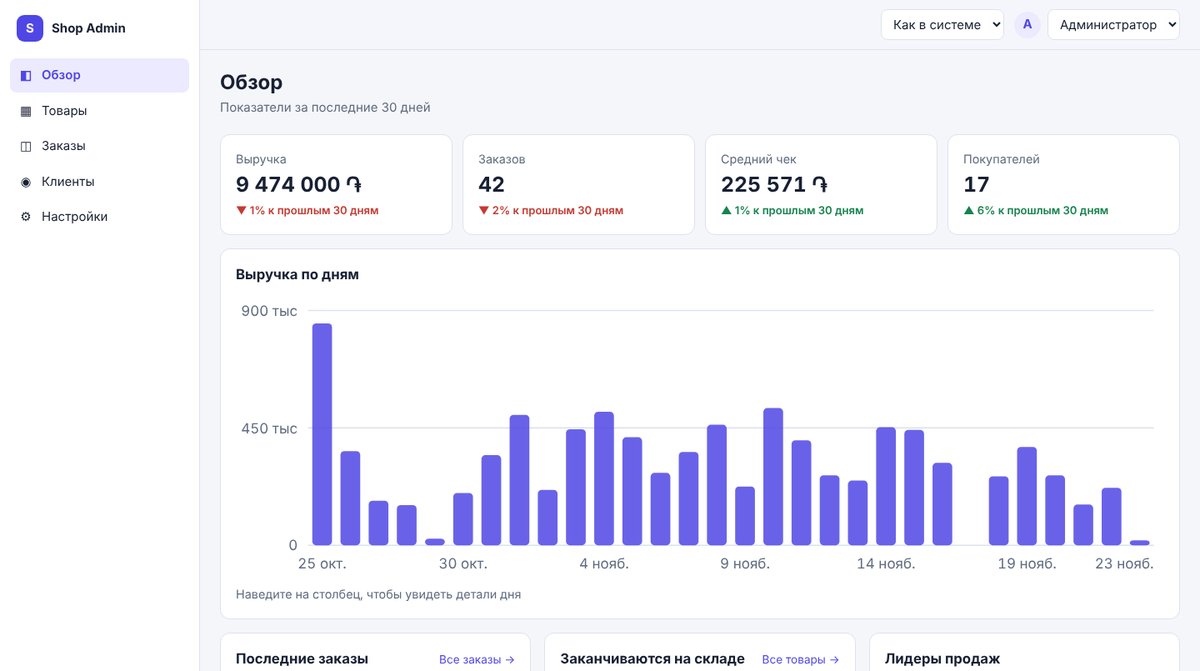 S Shop Admin
Как в системе
A
Администратор
Обзор
Товары
Заказы
Клиенты
Настройки
Обзор
Показатели за последние 30 дней
Выручка
9 474 000 ֏
▼ 1% к прошлым 30 дням
Заказов
42
▼ 2% к прошлым 30 дням
Средний чек
225 571 ֏
▲ 1% к прошлым 30 дням
Покупателей
17
▲ 6% к прошлым 30 дням
Выручка по дням
900 тыс
450 тыс
0
25 окт. 30 окт. 4 нояб. 9 нояб. 14 нояб. 19 нояб. 23 нояб.
Наведите на столбец, чтобы увидеть детали дня
Последние заказы Все заказы →
Заканчиваются на складе Все товары →
Лидеры продаж